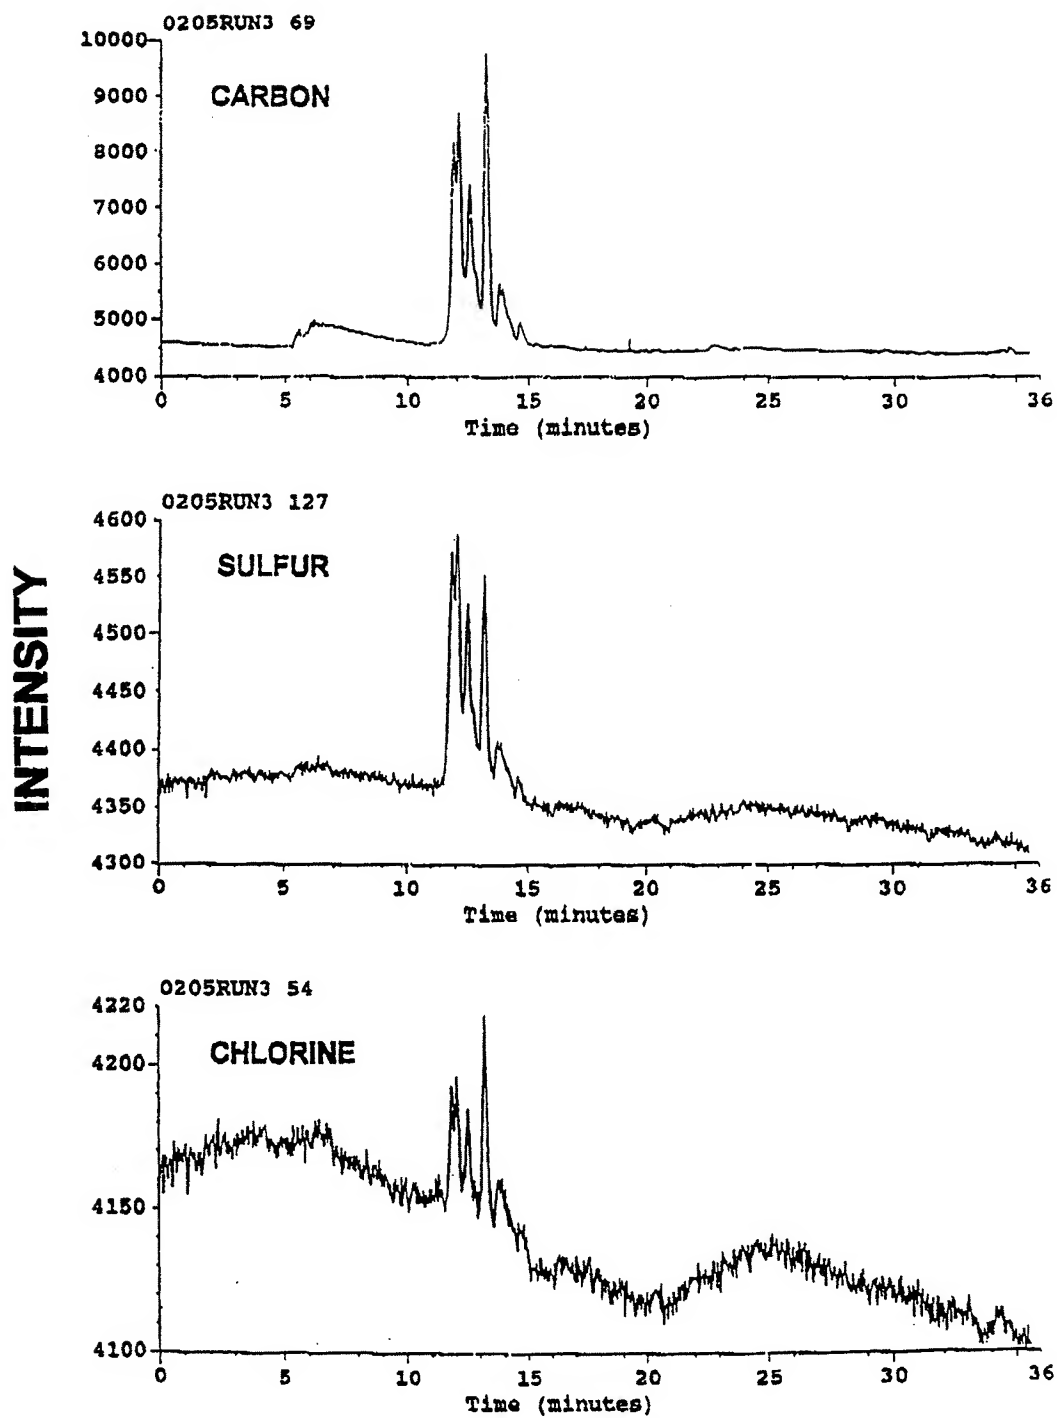 0205RUN3 69
CARBON
10000
9000
8000
7000
6000
5000
4000
0 5 10 15 20 25 30 36
Time (minutes)
INTENSITY
0205RUN3 127
SULFUR
4600
4550
4500
4450
4400
4350
4300
0 5 10 15 20 25 30 36
Time (minutes)
0205RUN3 54
CHLORINE
4220
4200
4150
4100
0 5 10 15 20 25 30 36
Time (minutes)